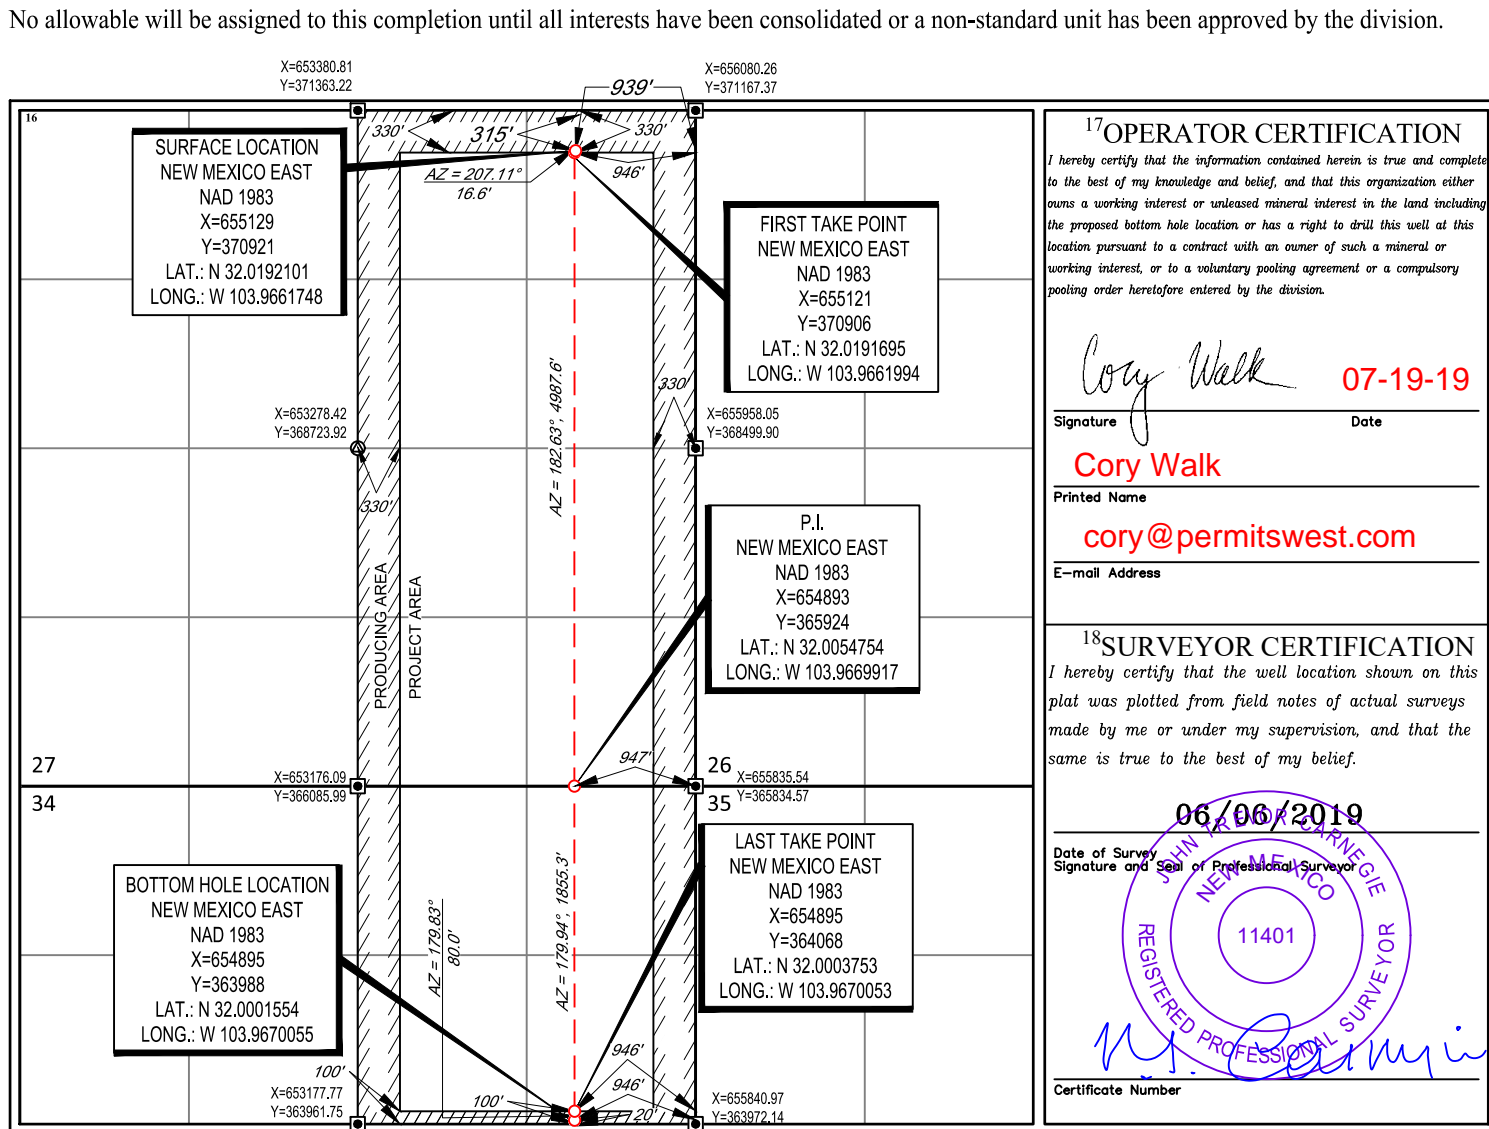 No allowable will be assigned to this completion until all interests have been consolidated or a non-standard unit has been approved by the division.
X=653380.81
Y=371363.22
X=656080.26
Y=371167.37
939'
16
330'
315'
330'
946'
AZ = 207.11°
16.6'
SURFACE LOCATION
NEW MEXICO EAST
NAD 1983
X=655129
Y=370921
LAT.: N 32.0192101
LONG.: W 103.9661748
FIRST TAKE POINT
NEW MEXICO EAST
NAD 1983
X=655121
Y=370906
LAT.: N 32.0191695
LONG.: W 103.9661994
AZ = 182.63°, 4987.6'
330'
X=653278.42
Y=368723.92
X=655958.05
Y=368499.90
330'
P.I.
NEW MEXICO EAST
NAD 1983
X=654893
Y=365924
LAT.: N 32.0054754
LONG.: W 103.9669917
PRODUCING AREA
PROJECT AREA
947'
27
26
34
35
X=653176.09
Y=366085.99
X=655835.54
Y=365834.57
LAST TAKE POINT
NEW MEXICO EAST
NAD 1983
X=654895
Y=364068
LAT.: N 32.0003753
LONG.: W 103.9670053
BOTTOM HOLE LOCATION
NEW MEXICO EAST
NAD 1983
X=654895
Y=363988
LAT.: N 32.0001554
LONG.: W 103.9670055
AZ = 179.83°
80.0'
AZ = 179.94°, 1855.3'
946'
946'
100'
100'
20'
X=653177.77
Y=363961.75
X=655840.97
Y=363972.14
17 OPERATOR CERTIFICATION
I hereby certify that the information contained herein is true and complete
to the best of my knowledge and belief, and that this organization either
owns a working interest or unleased mineral interest in the land including
the proposed bottom hole location or has a right to drill this well at this
location pursuant to a contract with an owner of such a mineral or
working interest, or to a voluntary pooling agreement or a compulsory
pooling order heretofore entered by the division.
Cory Walk
07-19-19
Signature
Date
Cory Walk
Printed Name
cory@permitswest.com
E-mail Address
18 SURVEYOR CERTIFICATION
I hereby certify that the well location shown on this
plat was plotted from field notes of actual surveys
made by me or under my supervision, and that the
same is true to the best of my belief.
06/06/2019
Date of Survey
Signature and Seal of Professional Surveyor
JOHN TREVOR CARNEGIE
NEW MEXICO
11401
REGISTERED PROFESSIONAL SURVEYOR
Certificate Number